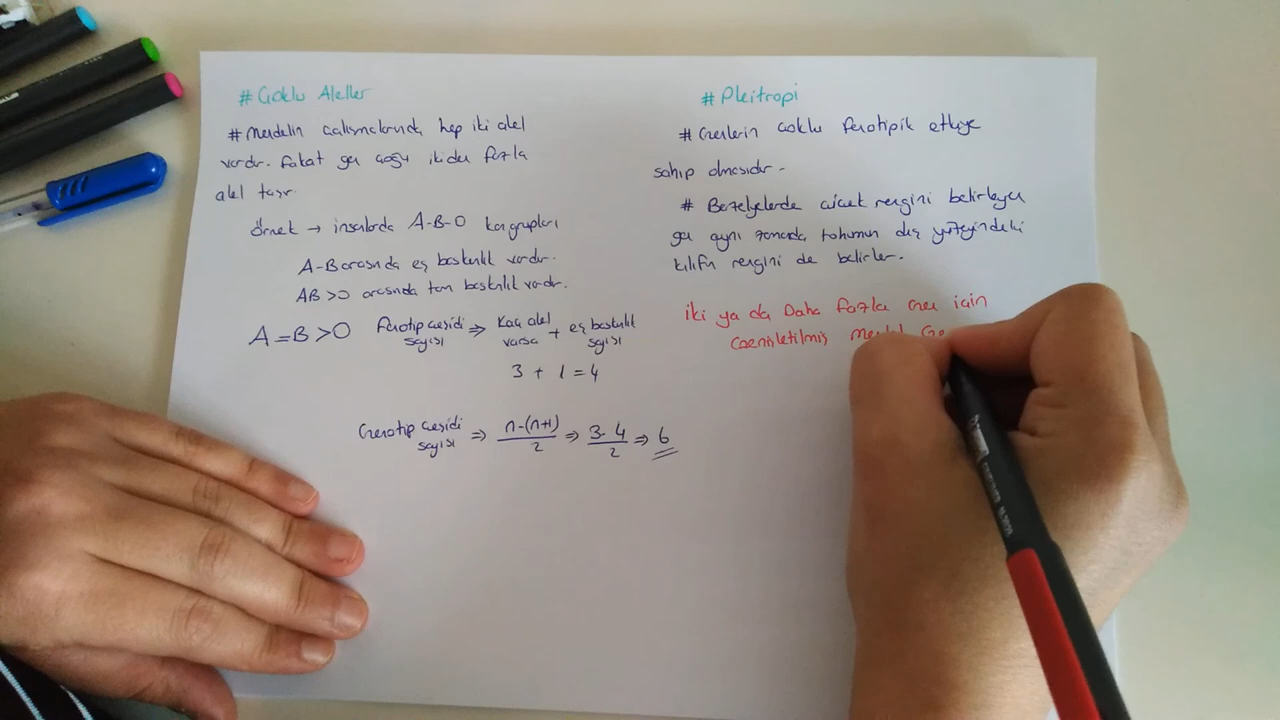 # Çoklu Aleller
# Mendelin çalışmalarında hep iki alel
vardır. Fakat gen çoğu ikiden fazla
alel taşır.
Örnek → insanlarda A-B-O kan grupları
A-B arasında eş baskınlık vardır.
AB > O arasında tam baskınlık vardır.
A = B > O Fenotip çeşidi sayısı ⇒ Kaç alel varsa + eş baskınlık sayısı
3 + 1 = 4
Genotip çeşidi sayısı ⇒ n.(n+1)/2 ⇒ 3.4/2 ⇒ 6
# Pleitropi
# Genlerin çoklu fenotipik etkiye
sahip olmasıdır.
# Bezelyelerde çiçek rengini belirleyen
gen aynı zamanda tohumun dış yüzeyindeki
kılıfın rengini de belirler.
İki ya da Daha fazla Gen için
Genişletilmiş